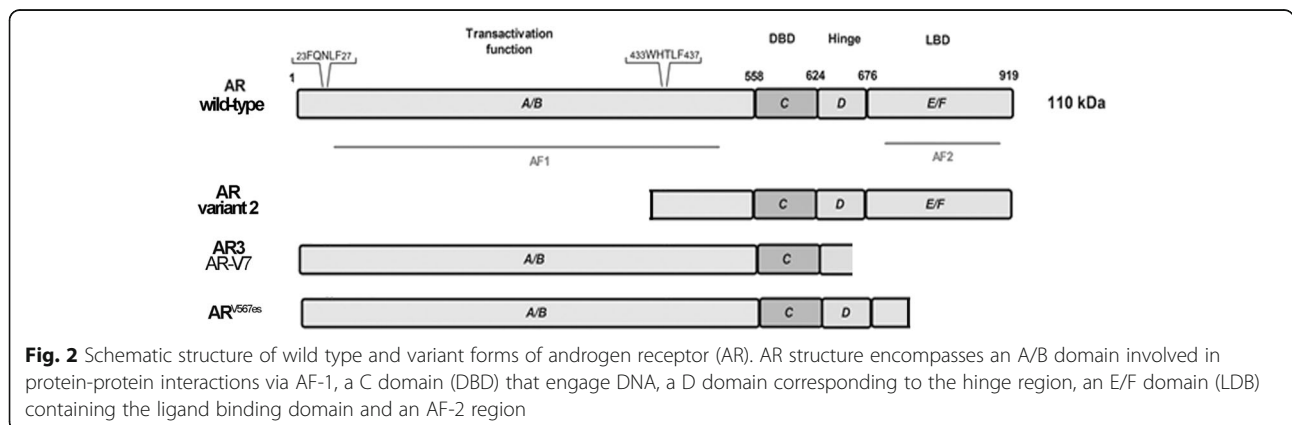 Transactivation function DBD Hinge LBD
23FQNLF27 433WHTLF437
1 558 624 676 919
AR wild-type A/B C D E/F 110 kDa
AF1 AF2
AR variant 2 C D E/F
AR3 AR-V7 A/B C
ARV567es A/B C D
Fig. 2 Schematic structure of wild type and variant forms of androgen receptor (AR). AR structure encompasses an A/B domain involved in
protein-protein interactions via AF-1, a C domain (DBD) that engage DNA, a D domain corresponding to the hinge region, an E/F domain (LDB)
containing the ligand binding domain and an AF-2 region